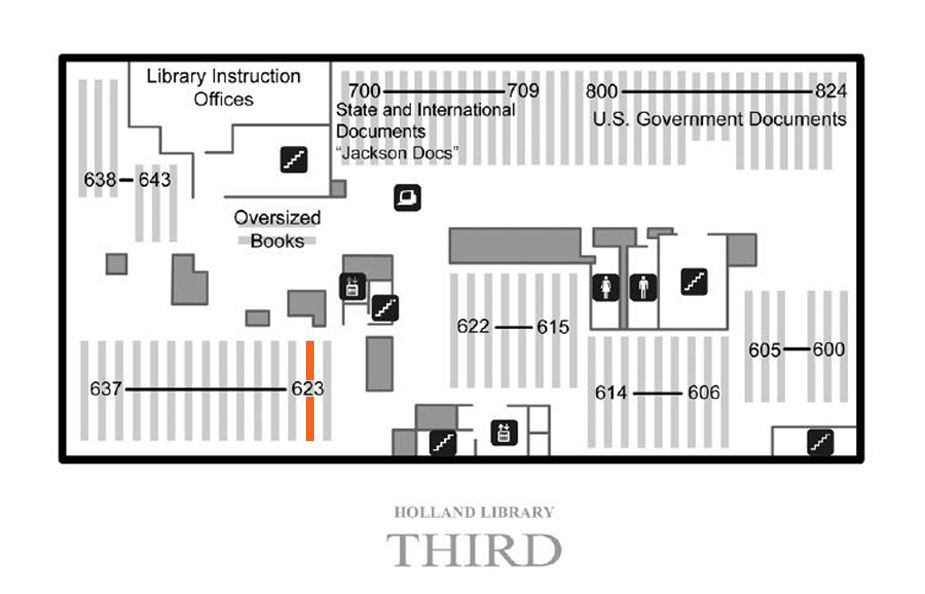 Library Instruction
Offices
700 709
State and International
Documents
“Jackson Docs”
800 824
U.S. Government Documents
638 643
Oversized
Books
622 615
605 600
637 623
614 606
HOLLAND LIBRARY
THIRD